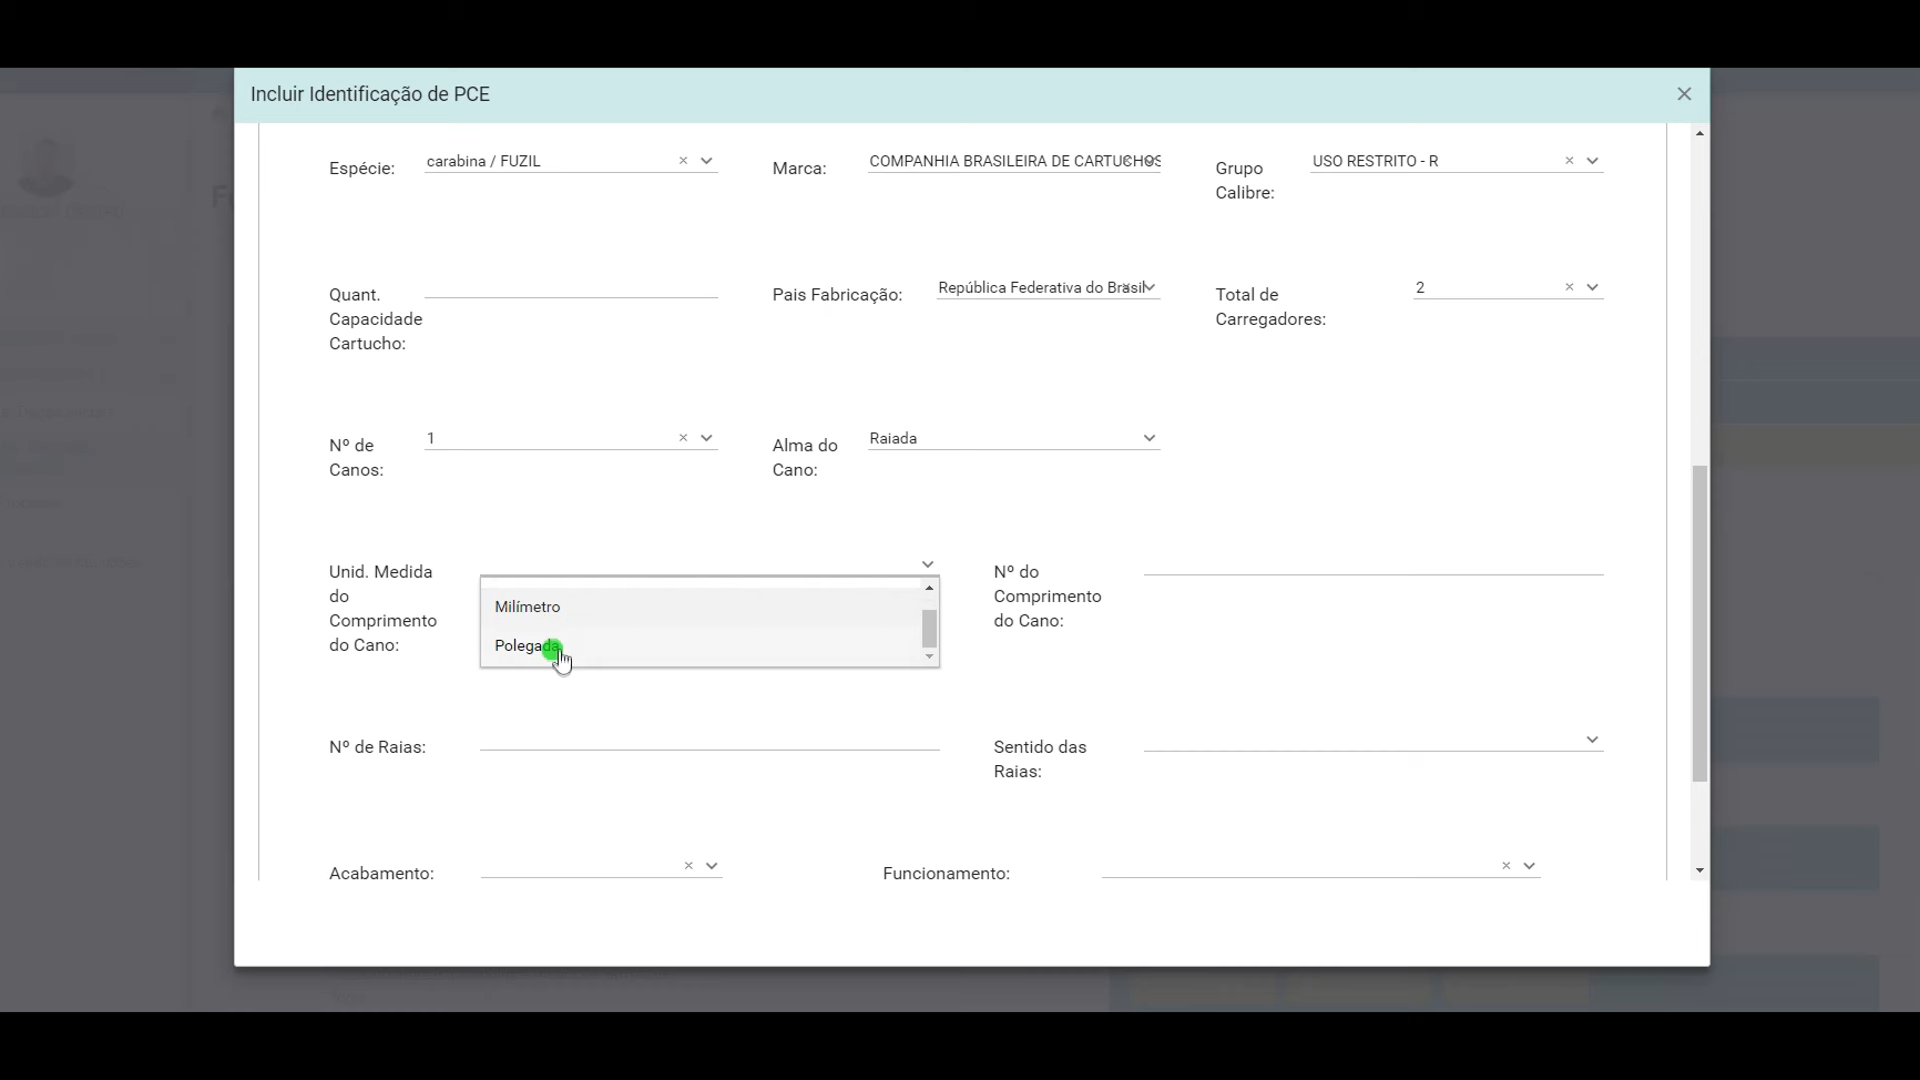 Incluir Identificação de PCE
Espécie: carabina / FUZIL
Marca: COMPANHIA BRASILEIRA DE CARTUCHOS
Grupo Calibre: USO RESTRITO - R
Quant. Capacidade Cartucho:
Pais Fabricação: República Federativa do Brasil
Total de Carregadores: 2
Nº de Canos: 1
Alma do Cano: Raiada
Unid. Medida do Comprimento do Cano:
Milímetro
Polegada
Nº do Comprimento do Cano:
Nº de Raias:
Sentido das Raias:
Acabamento:
Funcionamento: